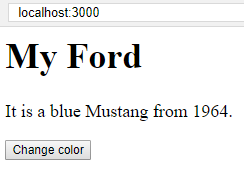 localhost:3000
My Ford
It is a blue Mustang from 1964.
Change color